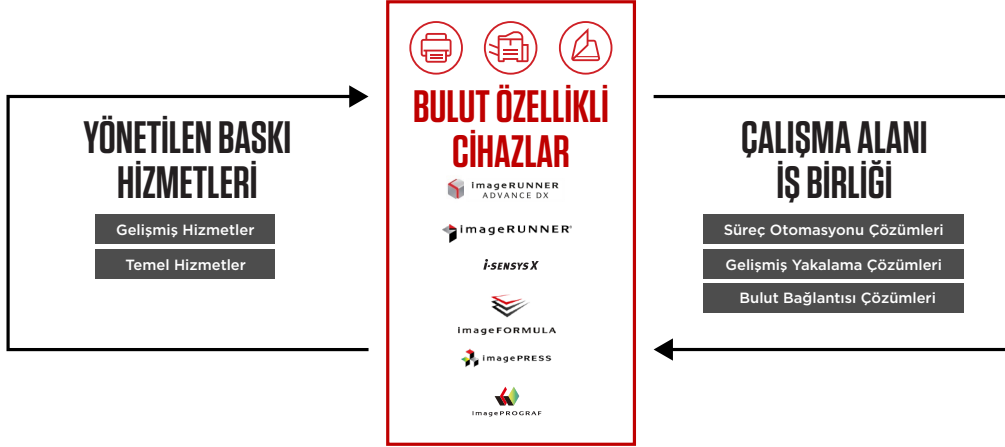 YÖNETİLEN BASKI
HİZMETLERİ
Gelişmiş Hizmetler
Temel Hizmetler
BULUT ÖZELLİKLİ
CİHAZLAR
imageRUNNER
ADVANCE DX
imageRUNNER®
i-SENSYS X
imageFORMULA
imagePRESS
imagePROGRAF
ÇALIŞMA ALANI
İŞ BİRLİĞİ
Süreç Otomasyonu Çözümleri
Gelişmiş Yakalama Çözümleri
Bulut Bağlantısı Çözümleri